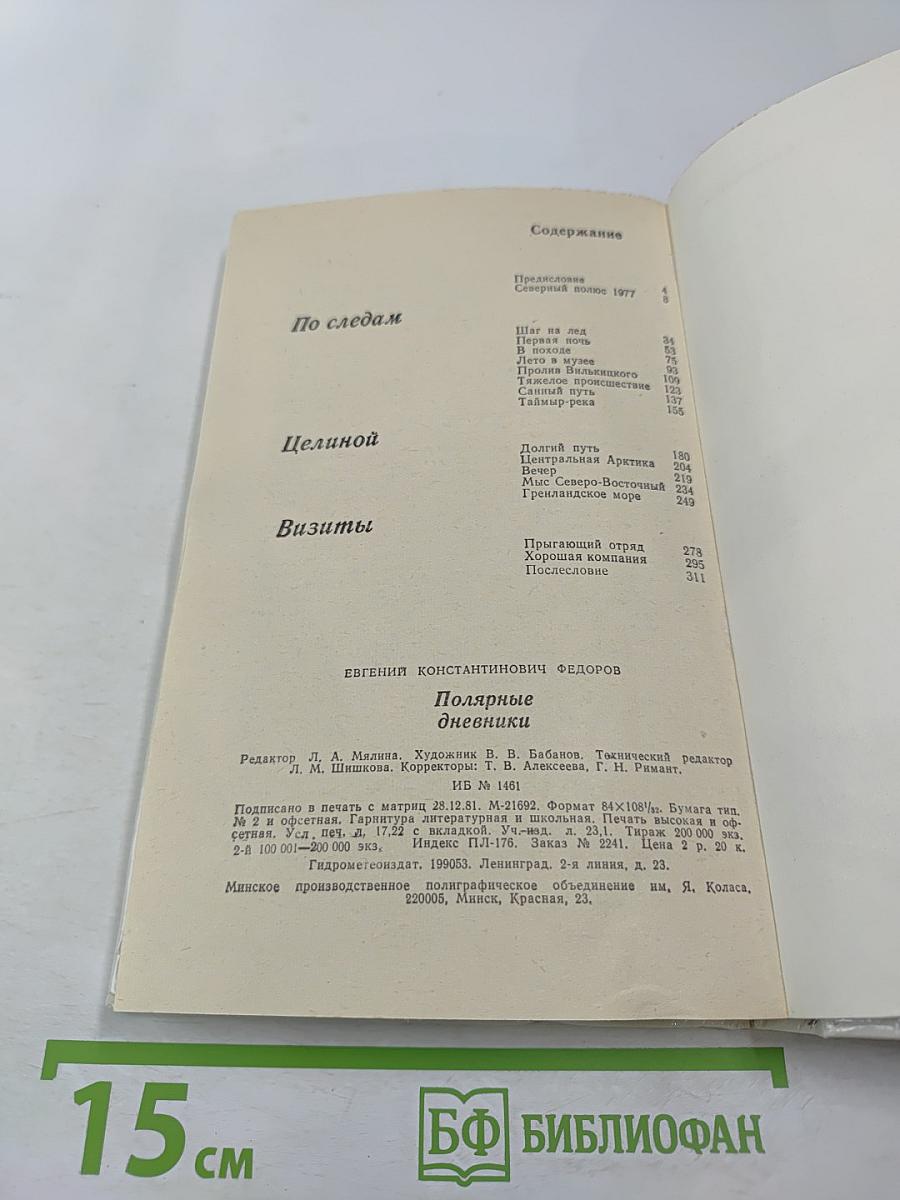 Содержание
Предисловие 4
Северный полюс 1977 8
По следам
Шаг на лед 34
Первая ночь 53
В походе 75
Лето в музее 93
Пролив Вилькицкого 109
Тяжелое происшествие 123
Санный путь 137
Таймыр-река 155
Целиной
Долгий путь 180
Центральная Арктика 204
Вечер 219
Мыс Северо-Восточный 234
Гренландское море 249
Визиты
Прыгающий отряд 278
Хорошая компания 295
Послесловие 311
ЕВГЕНИЙ КОНСТАНТИНОВИЧ ФЕДОРОВ
Полярные
дневники
Редактор Л. А. Мялина. Художник В. В. Бабанов. Технический редактор
Л. М. Шишкова. Корректоры: Т. В. Алексеева, Г. Н. Римант.
ИБ № 1461
Подписано в печать с матриц 28.12.81. М-21692. Формат 84×108¹/₃₂. Бумага тип.
№ 2 и офсетная. Гарнитура литературная и школьная. Печать высокая и оф-
сетная. Усл. печ. л. 17,22 с вкладкой. Уч.-изд. л. 23,1. Тираж 200 000 экз.
2-й 100 001—200 000 экз. Индекс ПЛ-176. Заказ № 2241. Цена 2 р. 20 к.
Гидрометеоиздат. 199053. Ленинград. 2-я линия, д. 23.
Минское производственное полиграфическое объединение им. Я. Коласа.
220005, Минск, Красная, 23.
15 см
БФ БИБЛИОФАН